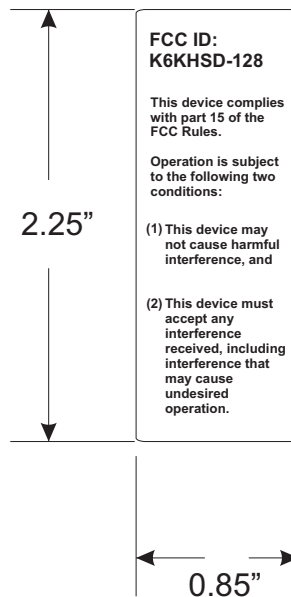 FCC ID:
K6KHSD-128
This device complies
with part 15 of the
FCC Rules.
Operation is subject
to the following two
conditions:
(1) This device may
not cause harmful
interference, and
(2) This device must
accept any
interference
received, including
interference that
may cause
undesired
operation.
2.25”
0.85”